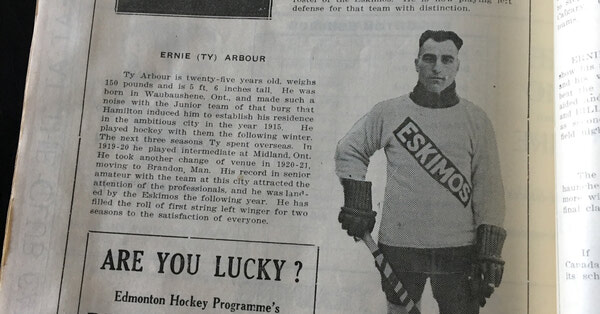 defense for that team with distinction.
ERNIE (TY) ARBOUR
Ty Arbour is twenty-five years old, weighs
150 pounds and is 5 ft. 6 inches tall. He was
born in Waubaushene, Ont., and made such a
noise with the Junior team of that burg that
Hamilton induced him to establish his residence
in the ambitious city in the year 1915. He
played hockey with them the following winter.
The next three seasons Ty spent overseas. In
1919-20 he played intermediate at Midland, Ont.
He took another change of venue in 1920-21,
moving to Brandon, Man. His record in senior
amateur with the team at this city attracted the
attention of the professionals, and he was land-
ed by the Eskimos the following year. He has
filled the roll of first string left winger for two
seasons to the satisfaction of everyone.
ARE YOU LUCKY?
Edmonton Hockey Programme's
ESKIMOS
The
If
Canada
its sch